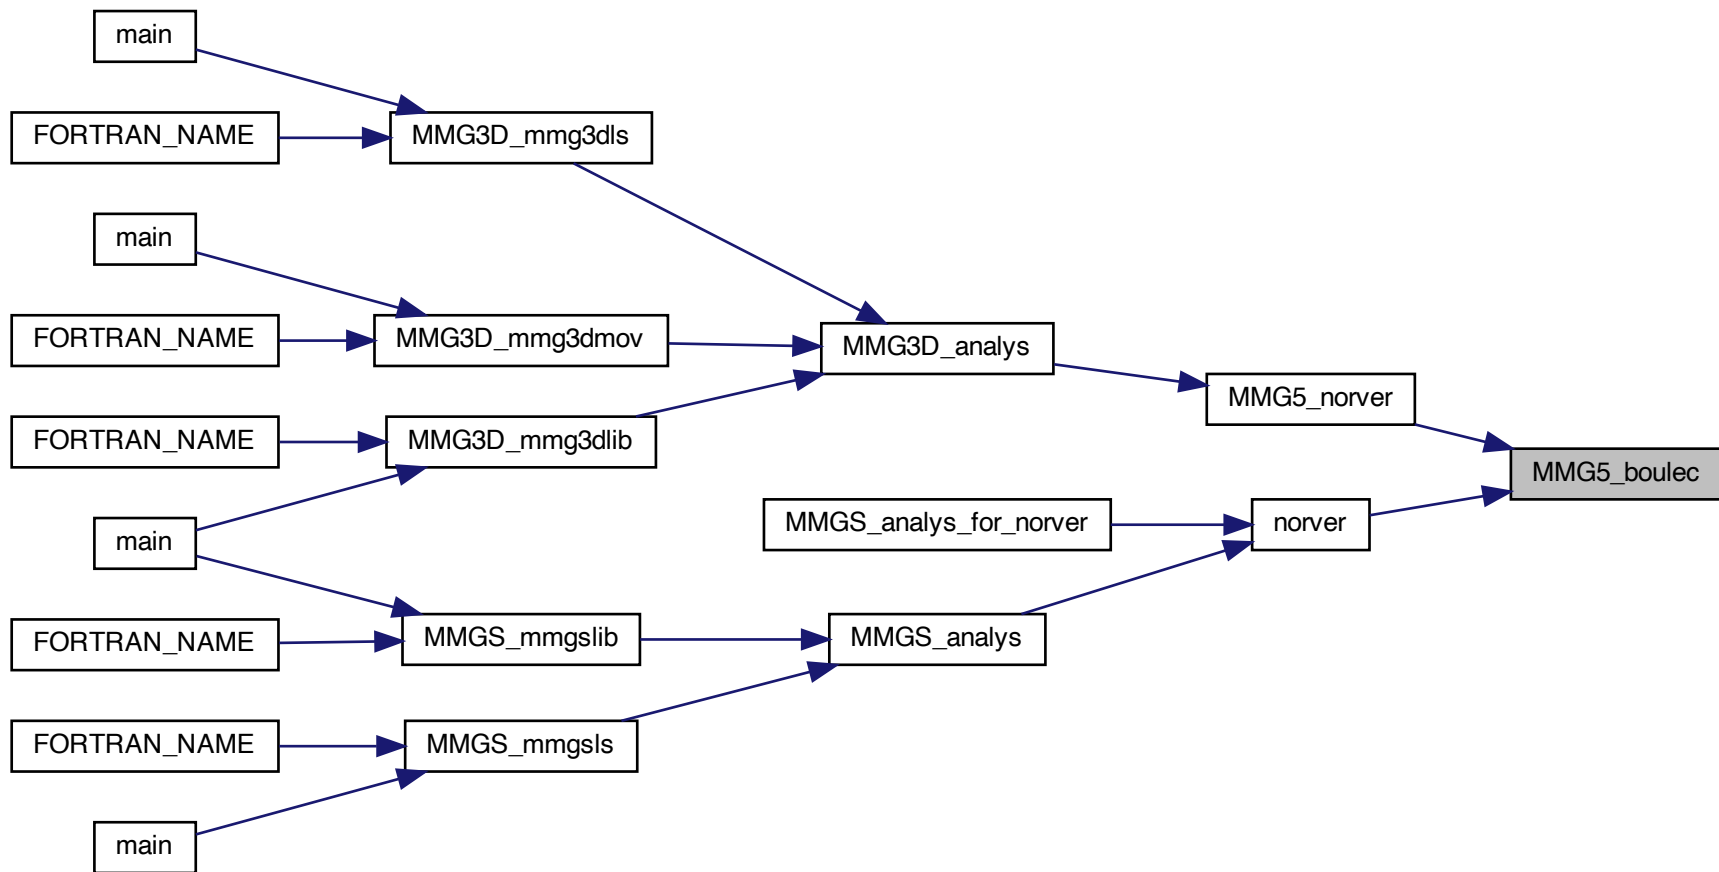 main
FORTRAN_NAME
MMG3D_mmg3dls
main
FORTRAN_NAME
MMG3D_mmg3dmov
MMG3D_analys
MMG5_norver
FORTRAN_NAME
MMG3D_mmg3dlib
MMG5_boulec
main
MMGS_analys_for_norver
norver
FORTRAN_NAME
MMGS_mmgslib
MMGS_analys
FORTRAN_NAME
MMGS_mmgsls
main